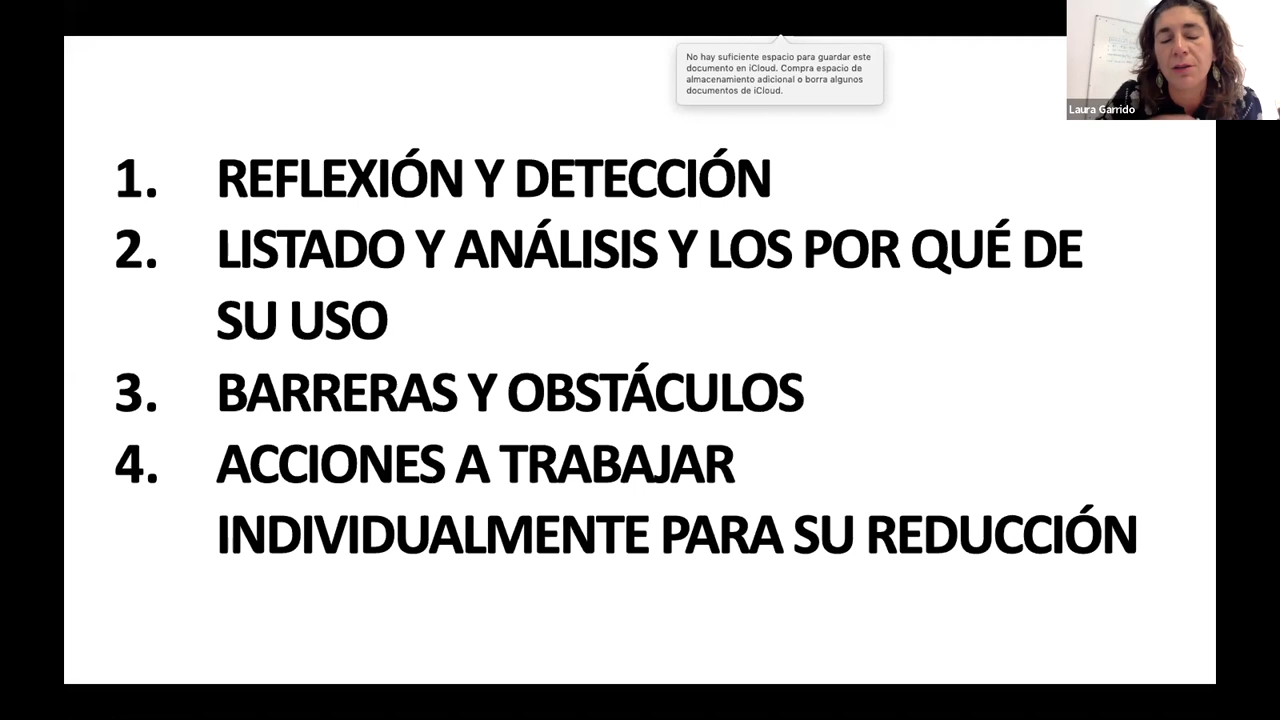 No hay suficiente espacio para guardar este
documento en iCloud. Compra espacio de
almacenamiento adicional o borra algunos
documentos de iCloud.
Laura Garrido
1. REFLEXIÓN Y DETECCIÓN
2. LISTADO Y ANÁLISIS Y LOS POR QUÉ DE
SU USO
3. BARRERAS Y OBSTÁCULOS
4. ACCIONES A TRABAJAR
INDIVIDUALMENTE PARA SU REDUCCIÓN